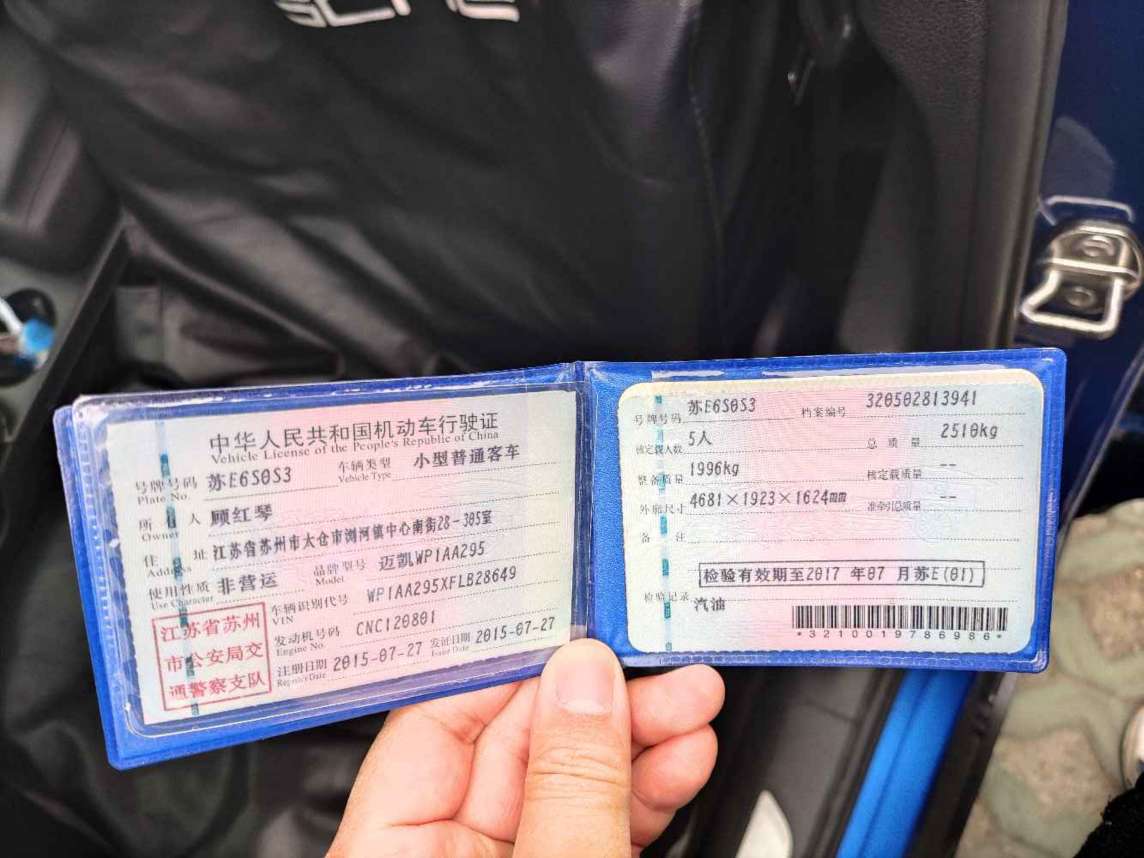 中华人民共和国机动车行驶证
Vehicle License of the People's Republic of China
号牌号码 苏E6S0S3 车辆类型 小型普通客车
Plate No. Vehicle Type
所有人 顾红琴
Owner
住址 江苏省苏州市太仓市浏河镇中心南街28-305室
Address
使用性质 非营运 品牌型号 迈凯WP1AA295
Use Character Model
车辆识别代号 WP1AA295XFLB28649
VIN
发动机号码 CNC120801
Engine No.
注册日期 2015-07-27 发证日期 2015-07-27
Register Date Issue Date
江苏省苏州
市公安局交
通警察支队
号牌号码 苏E6S0S3 档案编号 320502813941
核定载人数 5人 总质量 2510kg
整备质量 1996kg 核定载质量 --
外廓尺寸 4681×1923×1624mm 准牵引总质量 --
备注
检验有效期至2017 年07 月苏E(01)
检验记录 汽油
*3210019786986*